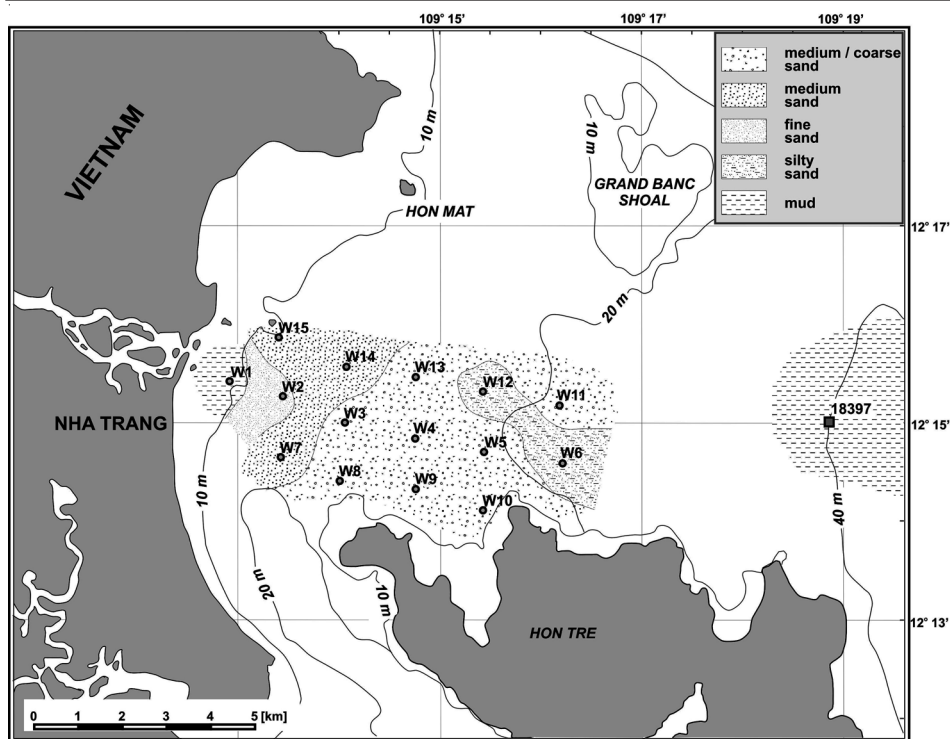 109° 15’
109° 17’
109° 19’
medium / coarse
sand
medium
sand
fine
sand
silty
sand
mud
VIETNAM
10 m
10 m
GRAND BANC
SHOAL
HON MAT
12° 17’
20 m
W15
W14
W13
W1
W2
W12
W11
18397
NHA TRANG
W3
W4
W5
12° 15’
W7
W6
W8
W9
W10
10 m
40 m
20 m
10 m
HON TRE
12° 13’
0 1 2 3 4 5 [km]